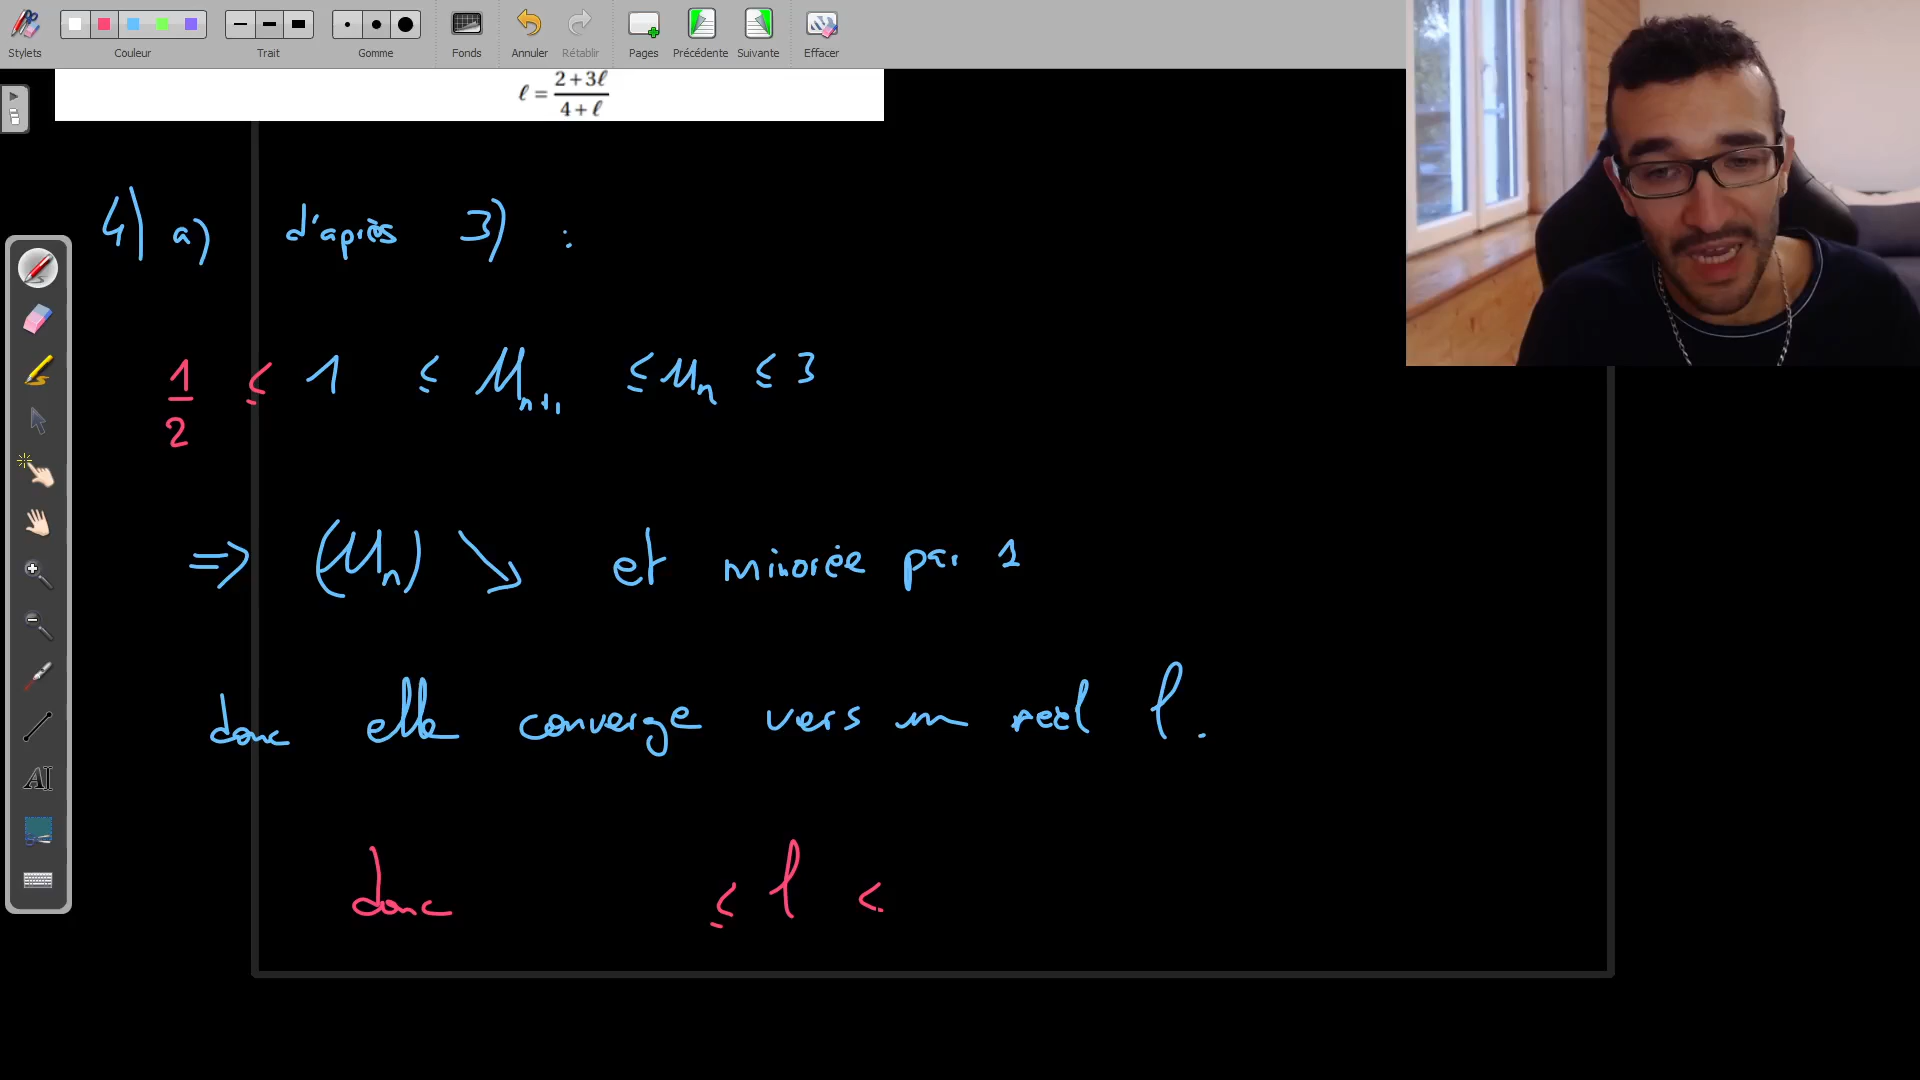 Stylets Couleur Trait Gomme Fonds Annuler Rétablir Pages Précédente Suivante Effacer
ℓ = (2+3ℓ)/(4+ℓ)
4) a) d'après 3) :
1/2 ≤ 1 ≤ Un+1 ≤ Un ≤ 3
=> (Un) ↘ et minorée par 1
donc elle converge vers un réel l.
donc ≤ l <
AI